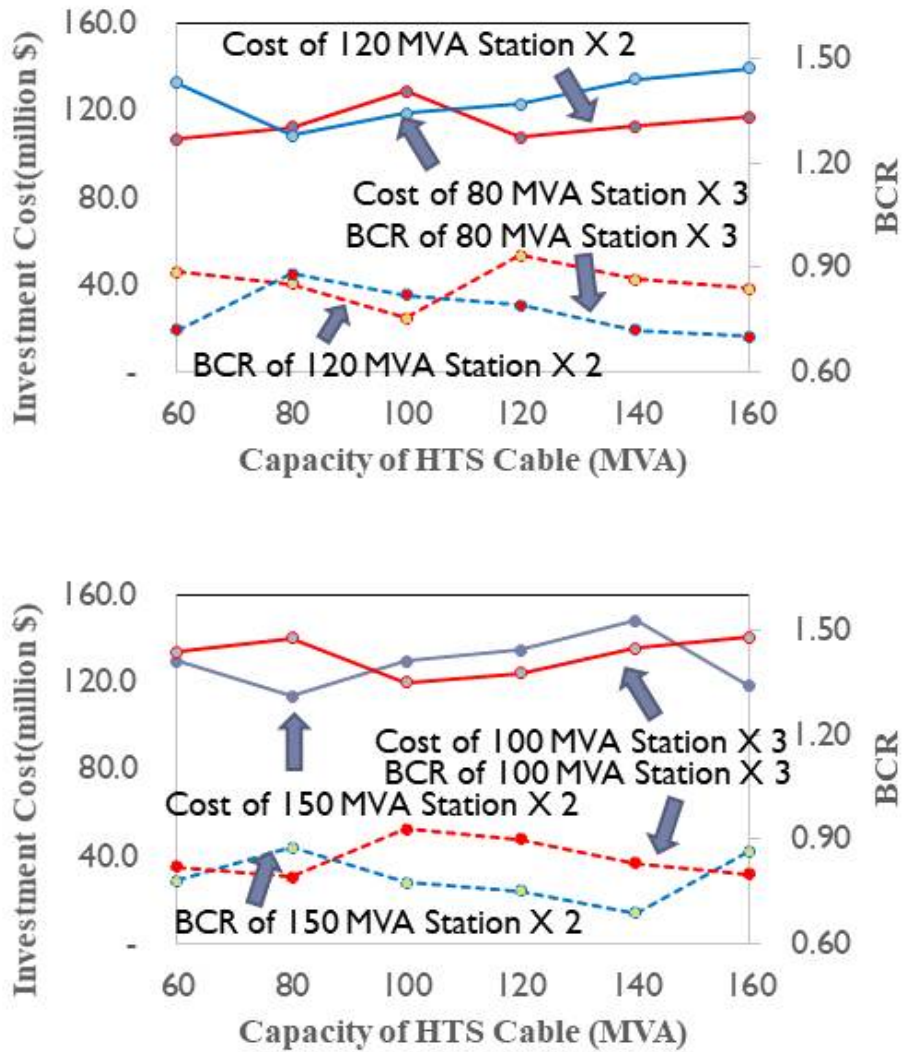 160.0
120.0
80.0
40.0
-
Investment Cost(million $)
1.50
1.20
0.90
0.60
BCR
Cost of 120 MVA Station X 2
Cost of 80 MVA Station X 3
BCR of 80 MVA Station X 3
BCR of 120 MVA Station X 2
60 80 100 120 140 160
Capacity of HTS Cable (MVA)
160.0
120.0
80.0
40.0
-
Investment Cost(million $)
1.50
1.20
0.90
0.60
BCR
Cost of 100 MVA Station X 3
BCR of 100 MVA Station X 3
Cost of 150 MVA Station X 2
BCR of 150 MVA Station X 2
60 80 100 120 140 160
Capacity of HTS Cable (MVA)